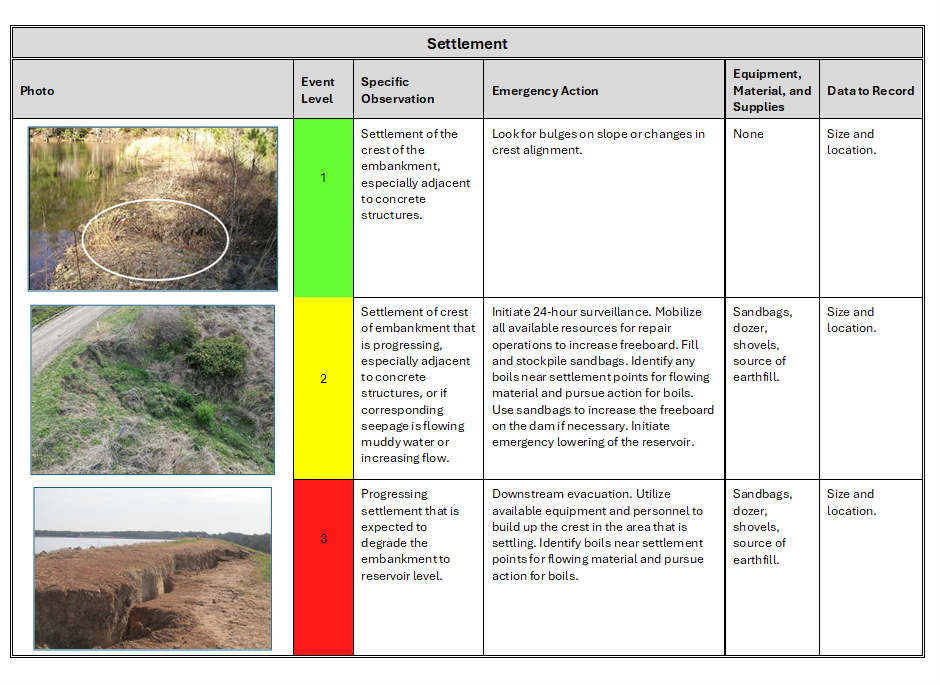 Settlement
Photo
Event
Level
Specific
Observation
Emergency Action
Equipment,
Material, and
Supplies
Data to Record
1
Settlement of the
crest of the
embankment,
especially adjacent
to concrete
structures.
Look for bulges on slope or changes in
crest alignment.
None
Size and
location.
2
Settlement of crest
of embankment that
is progressing,
especially adjacent
to concrete
structures, or if
corresponding
seepage is flowing
muddy water or
increasing flow.
Initiate 24-hour surveillance. Mobilize
all available resources for repair
operations to increase freeboard. Fill
and stockpile sandbags. Identify any
boils near settlement points for flowing
material and pursue action for boils.
Use sandbags to increase the freeboard
on the dam if necessary. Initiate
emergency lowering of the reservoir.
Sandbags,
dozer,
shovels,
source of
earthfill.
Size and
location.
3
Progressing
settlement that is
expected to
degrade the
embankment to
reservoir level.
Downstream evacuation. Utilize
available equipment and personnel to
build up the crest in the area that is
settling. Identify boils near settlement
points for flowing material and pursue
action for boils.
Sandbags,
dozer,
shovels,
source of
earthfill.
Size and
location.